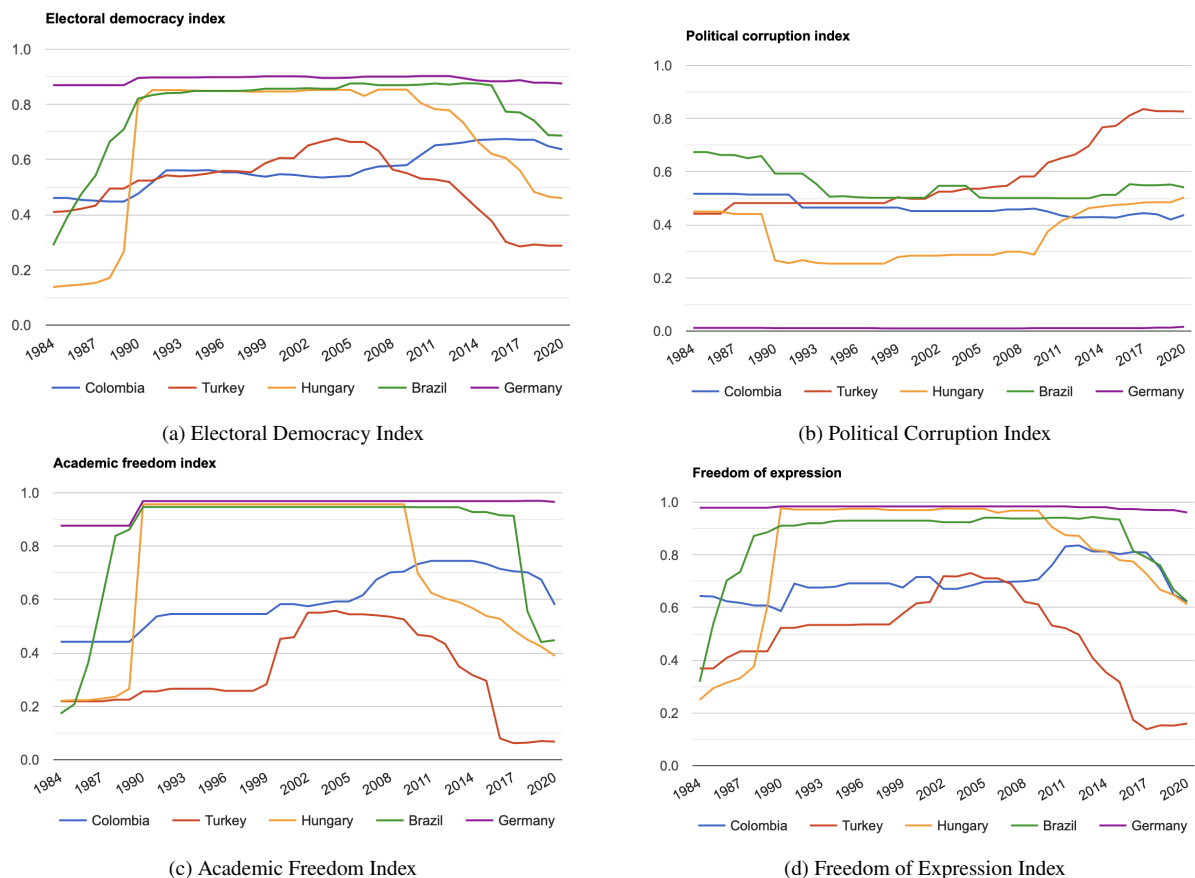 Electoral democracy index
1.0
0.8
0.6
0.4
0.2
0.0
1984 1987 1990 1993 1996 1999 2002 2005 2008 2011 2014 2017 2020
Colombia Turkey Hungary Brazil Germany
(a) Electoral Democracy Index
Political corruption index
1.0
0.8
0.6
0.4
0.2
0.0
1984 1987 1990 1993 1996 1999 2002 2005 2008 2011 2014 2017 2020
Colombia Turkey Hungary Brazil Germany
(b) Political Corruption Index
Academic freedom index
1.0
0.8
0.6
0.4
0.2
0.0
1984 1987 1990 1993 1996 1999 2002 2005 2008 2011 2014 2017 2020
Colombia Turkey Hungary Brazil Germany
(c) Academic Freedom Index
Freedom of expression
1.0
0.8
0.6
0.4
0.2
0.0
1984 1987 1990 1993 1996 1999 2002 2005 2008 2011 2014 2017 2020
Colombia Turkey Hungary Brazil Germany
(d) Freedom of Expression Index